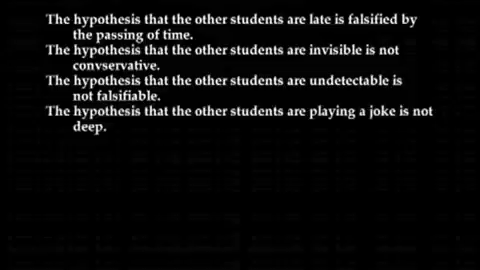 The hypothesis that the other students are late is falsified by
the passing of time.
The hypothesis that the other students are invisible is not
convservative.
The hypothesis that the other students are undetectable is
not falsifiable.
The hypothesis that the other students are playing a joke is not
deep.